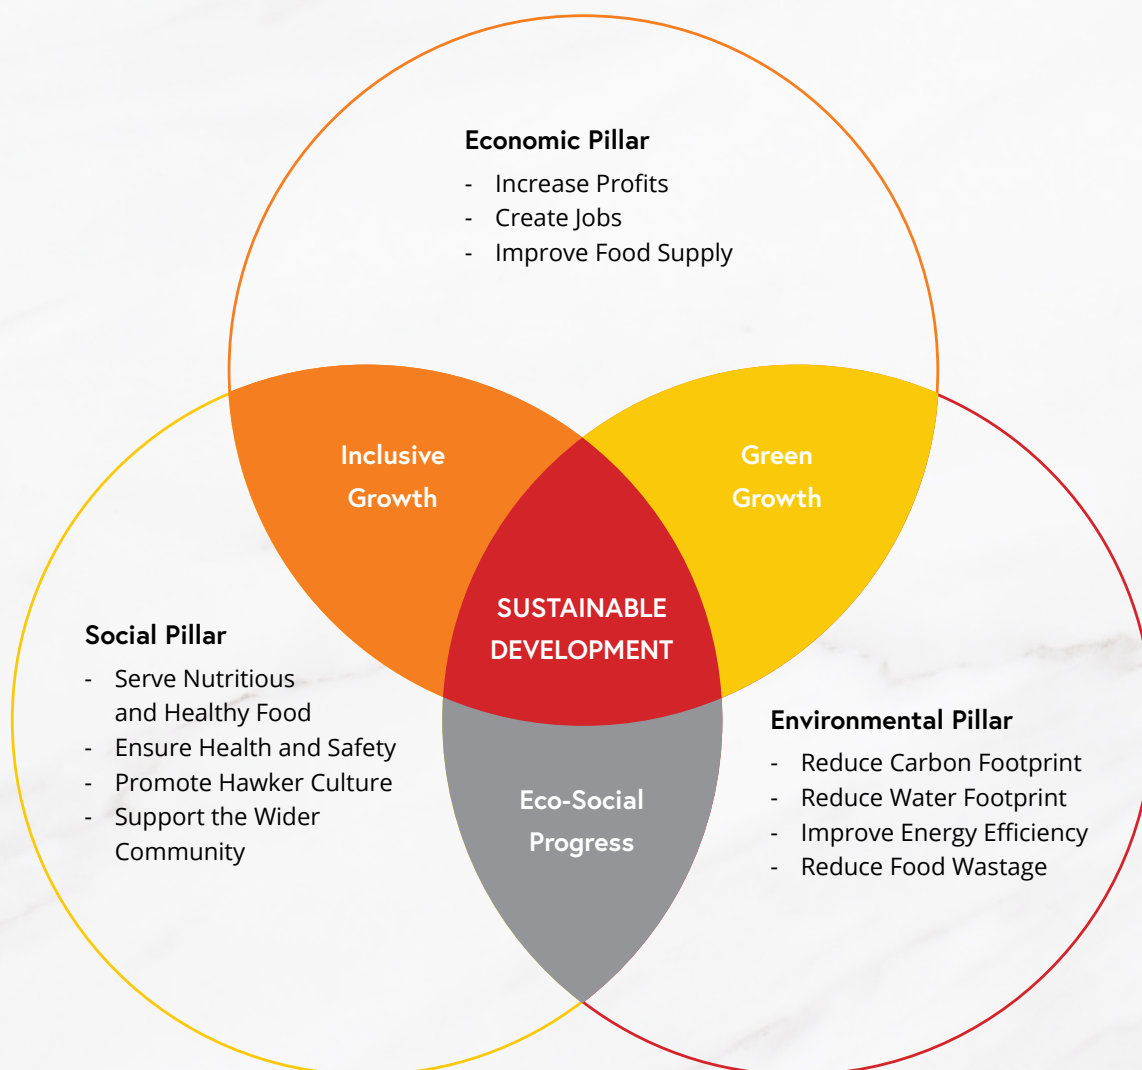 Economic Pillar
- Increase Profits
- Create Jobs
- Improve Food Supply
Inclusive
Growth
Green
Growth
SUSTAINABLE
DEVELOPMENT
Social Pillar
- Serve Nutritious
and Healthy Food
- Ensure Health and Safety
- Promote Hawker Culture
- Support the Wider
Community
Environmental Pillar
- Reduce Carbon Footprint
- Reduce Water Footprint
- Improve Energy Efficiency
- Reduce Food Wastage
Eco-Social
Progress